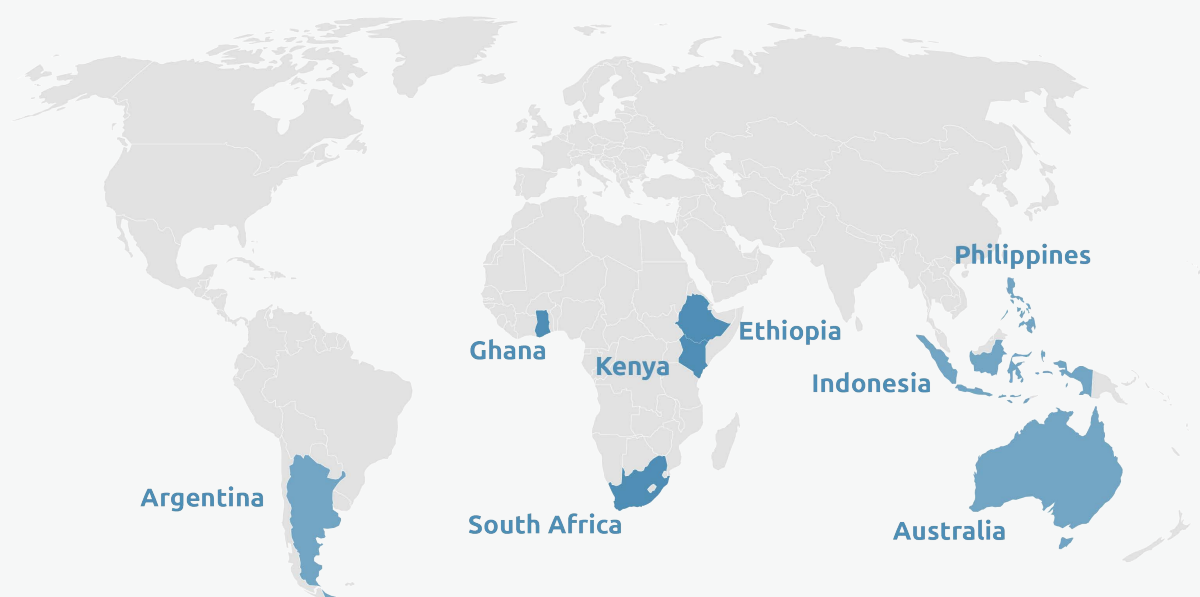 Philippines
Ethiopia
Ghana
Kenya
Indonesia
Argentina
South Africa
Australia